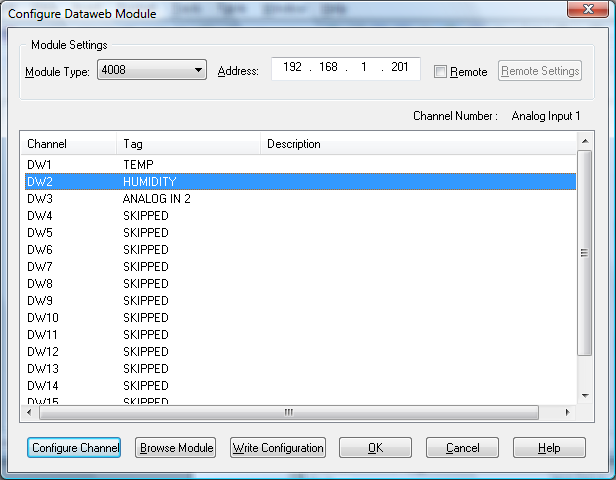 Configure Dataweb Module
Module Settings
Module Type: 4008 Address: 192 . 168 . 1 . 201 Remote Remote Settings
Channel Number : Analog Input 1
Channel Tag Description
DW1 TEMP
DW2 HUMIDITY
DW3 ANALOG IN 2
DW4 SKIPPED
DW5 SKIPPED
DW6 SKIPPED
DW7 SKIPPED
DW8 SKIPPED
DW9 SKIPPED
DW10 SKIPPED
DW11 SKIPPED
DW12 SKIPPED
DW13 SKIPPED
DW14 SKIPPED
DW15 SKIPPED
Configure Channel Browse Module Write Configuration OK Cancel Help